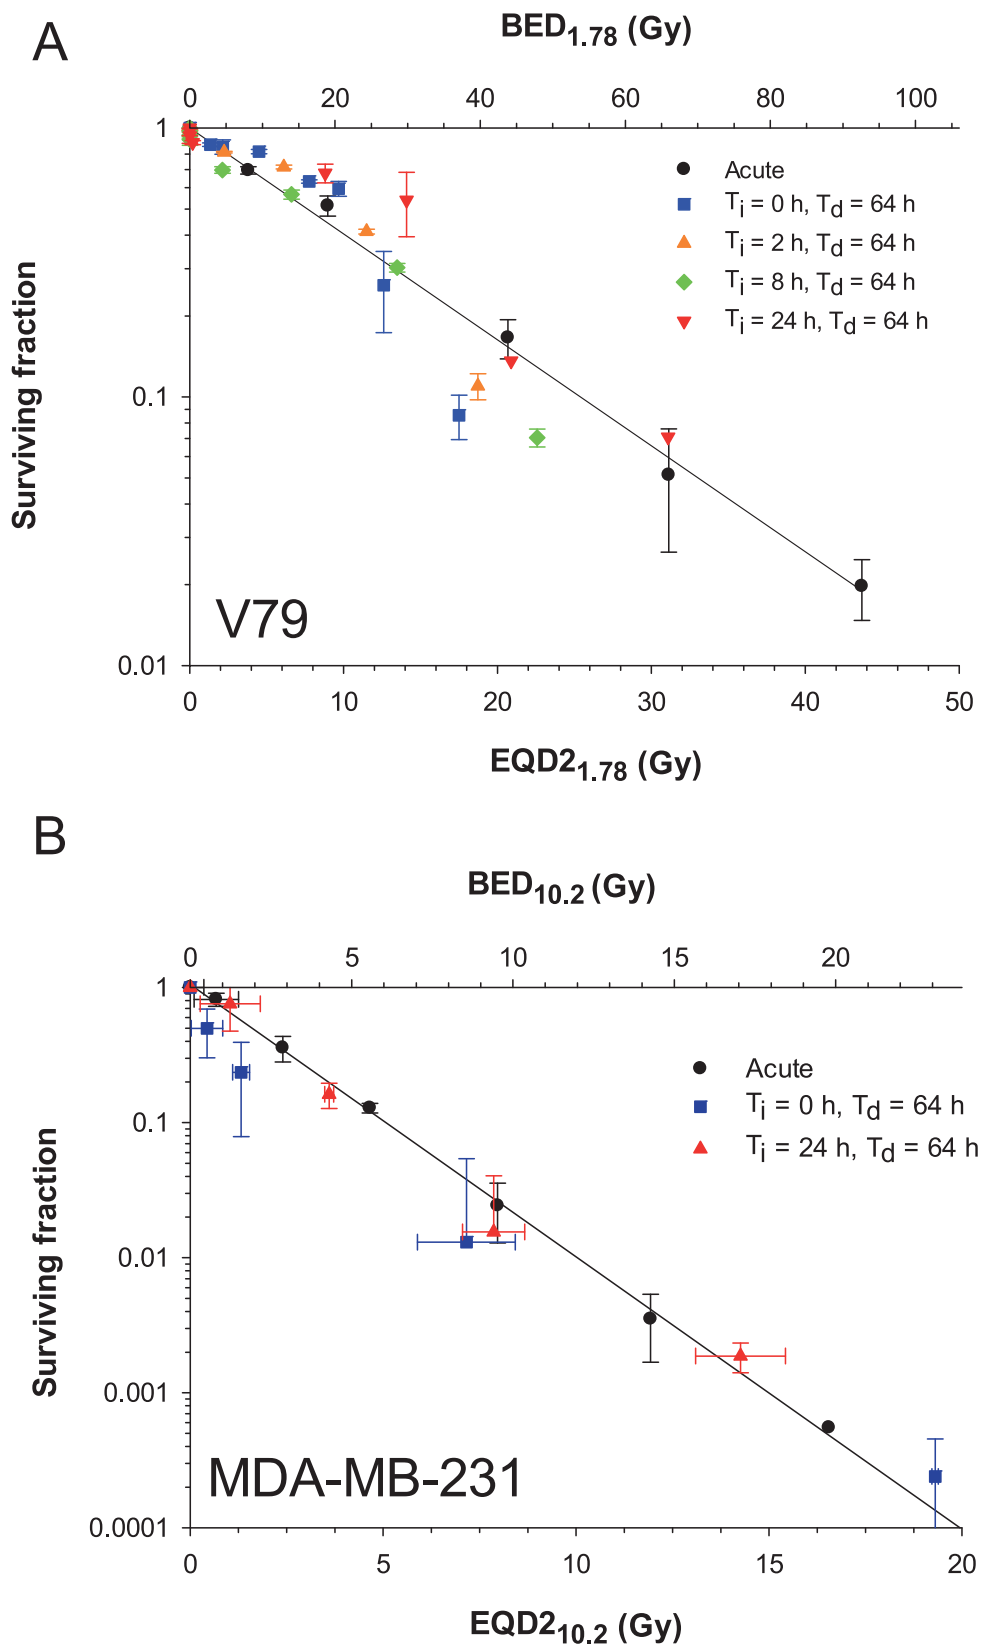 A
BED1.78 (Gy)
0 20 40 60 80 100
1
0.1
0.01
Surviving fraction
Acute
Ti = 0 h, Td = 64 h
Ti = 2 h, Td = 64 h
Ti = 8 h, Td = 64 h
Ti = 24 h, Td = 64 h
V79
0 10 20 30 40 50
EQD21.78 (Gy)
B
BED10.2 (Gy)
0 5 10 15 20
1
0.1
0.01
0.001
0.0001
Surviving fraction
Acute
Ti = 0 h, Td = 64 h
Ti = 24 h, Td = 64 h
MDA-MB-231
0 5 10 15 20
EQD210.2 (Gy)